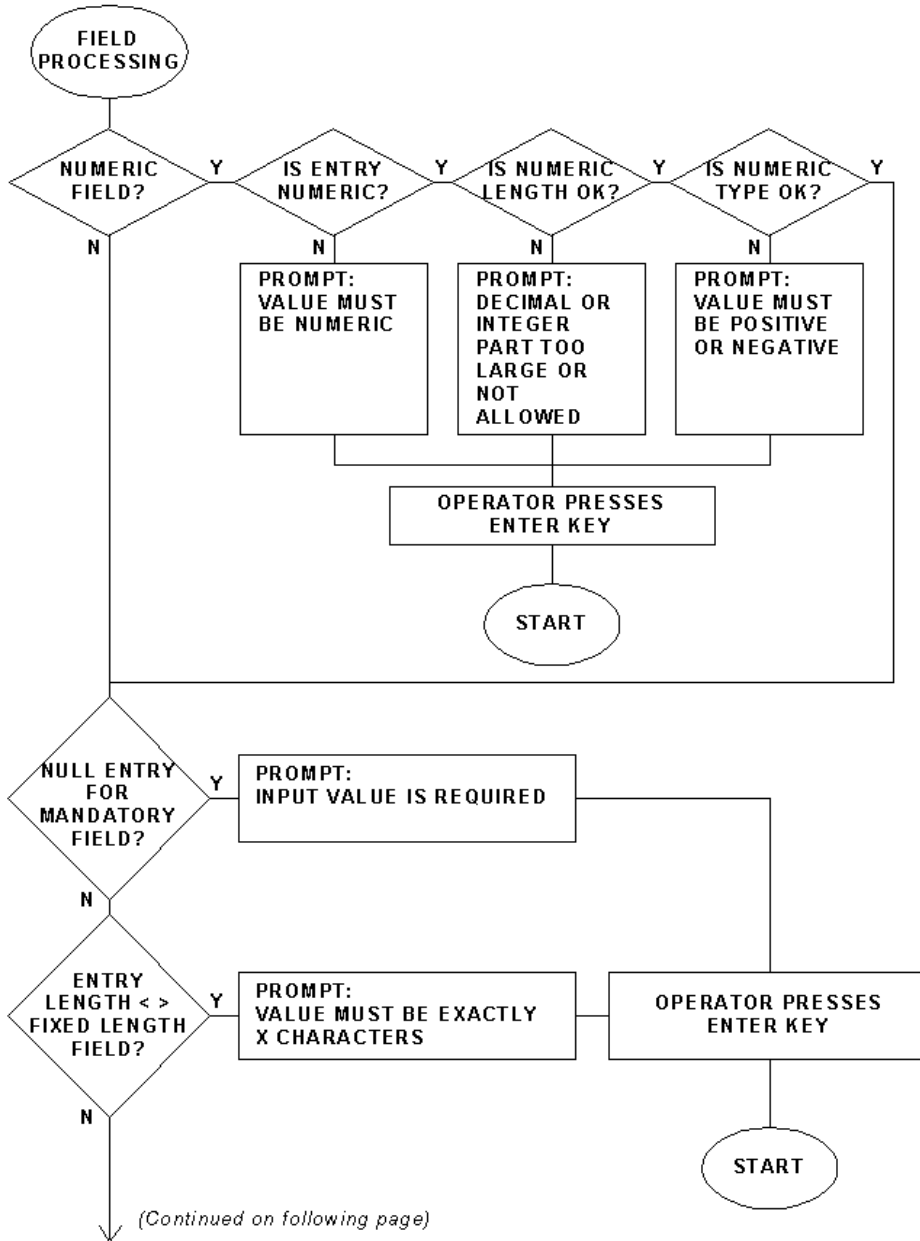 FIELD
PROCESSING
NUMERIC
FIELD?
Y
IS ENTRY
NUMERIC?
Y
IS NUMERIC
LENGTH OK?
Y
IS NUMERIC
TYPE OK?
Y
N
N
N
N
PROMPT:
VALUE MUST
BE NUMERIC
PROMPT:
DECIMAL OR
INTEGER
PART TOO
LARGE OR
NOT
ALLOWED
PROMPT:
VALUE MUST
BE POSITIVE
OR NEGATIVE
OPERATOR PRESSES
ENTER KEY
START
NULL ENTRY
FOR
MANDATORY
FIELD?
Y
PROMPT:
INPUT VALUE IS REQUIRED
N
ENTRY
LENGTH < >
FIXED LENGTH
FIELD?
Y
PROMPT:
VALUE MUST BE EXACTLY
X CHARACTERS
OPERATOR PRESSES
ENTER KEY
N
START
(Continued on following page)